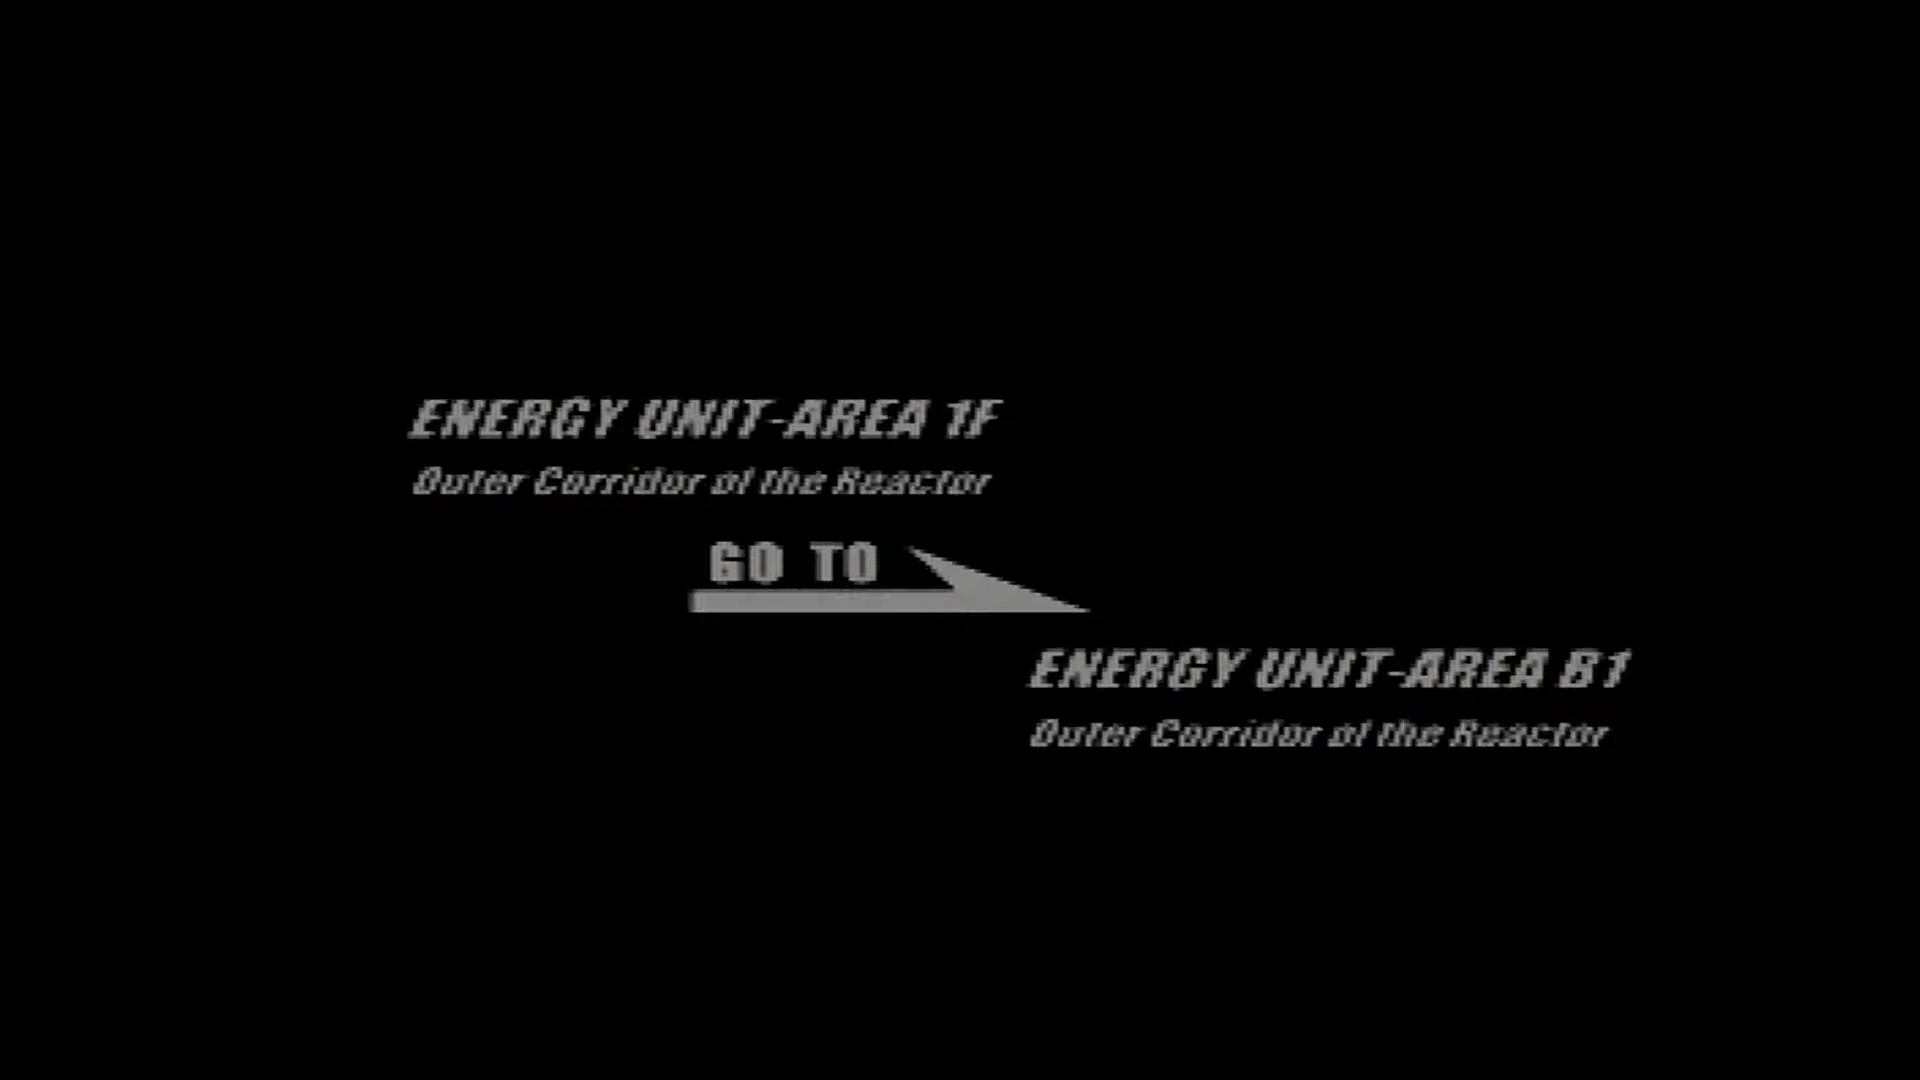 ENERGY UNIT-AREA 1F
Outer Corridor of the Reactor
GO TO
ENERGY UNIT-AREA B1
Outer Corridor of the Reactor